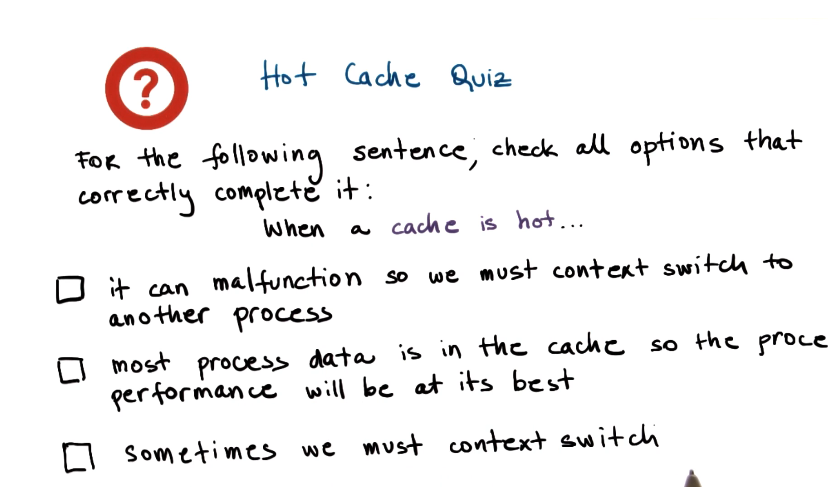 ?
Hot Cache Quiz
For the following sentence, check all options that
correctly complete it:
When a cache is hot...
it can malfunction so we must context switch to
another process
most process data is in the cache so the proce
performance will be at its best
sometimes we must context switch